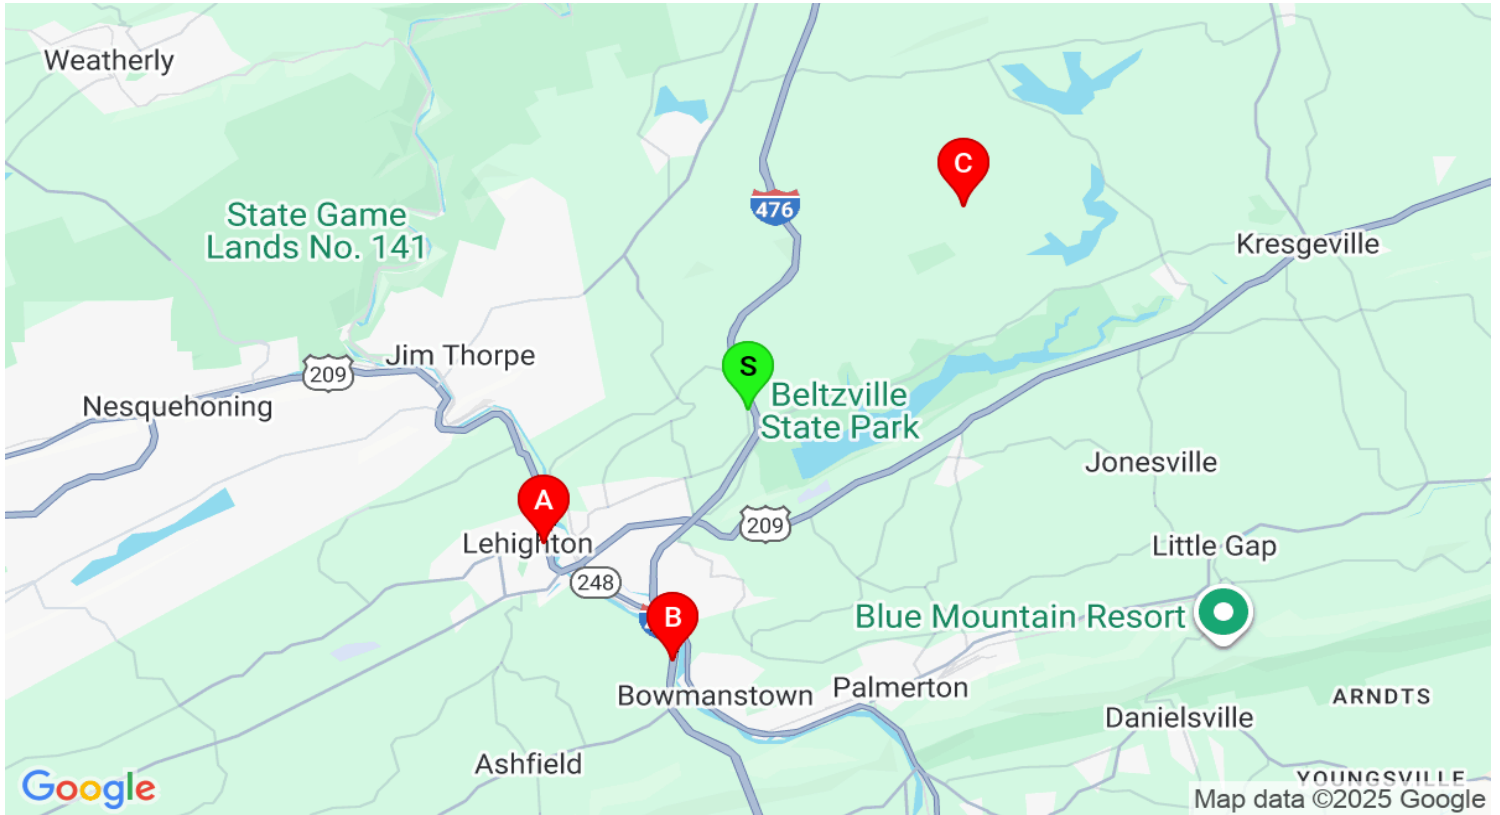 Weatherly
C
State Game
Lands No. 141
476
Kresgeville
Jim Thorpe
209
S
Beltzville
State Park
Nesquehoning
Jonesville
A
209
Lehighton
Little Gap
248
B
Blue Mountain Resort
Bowmanstown
Palmerton
ARNDTS
Danielsville
Ashfield
YOUNGSVILLE
Google
Map data ©2025 Google